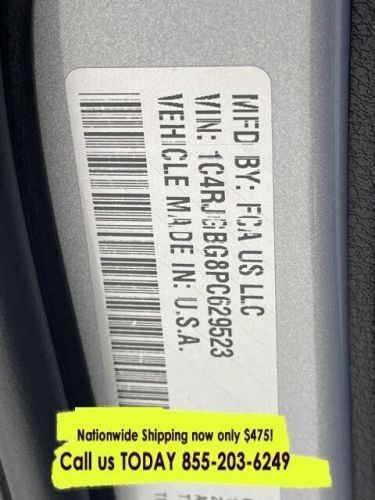 MFD BY: FCA US LLC
VIN: 1C4RJGBG8PC629523
VEHICLE MADE IN: U.S.A.
Nationwide Shipping now only $475!
Call us TODAY 855-203-6249